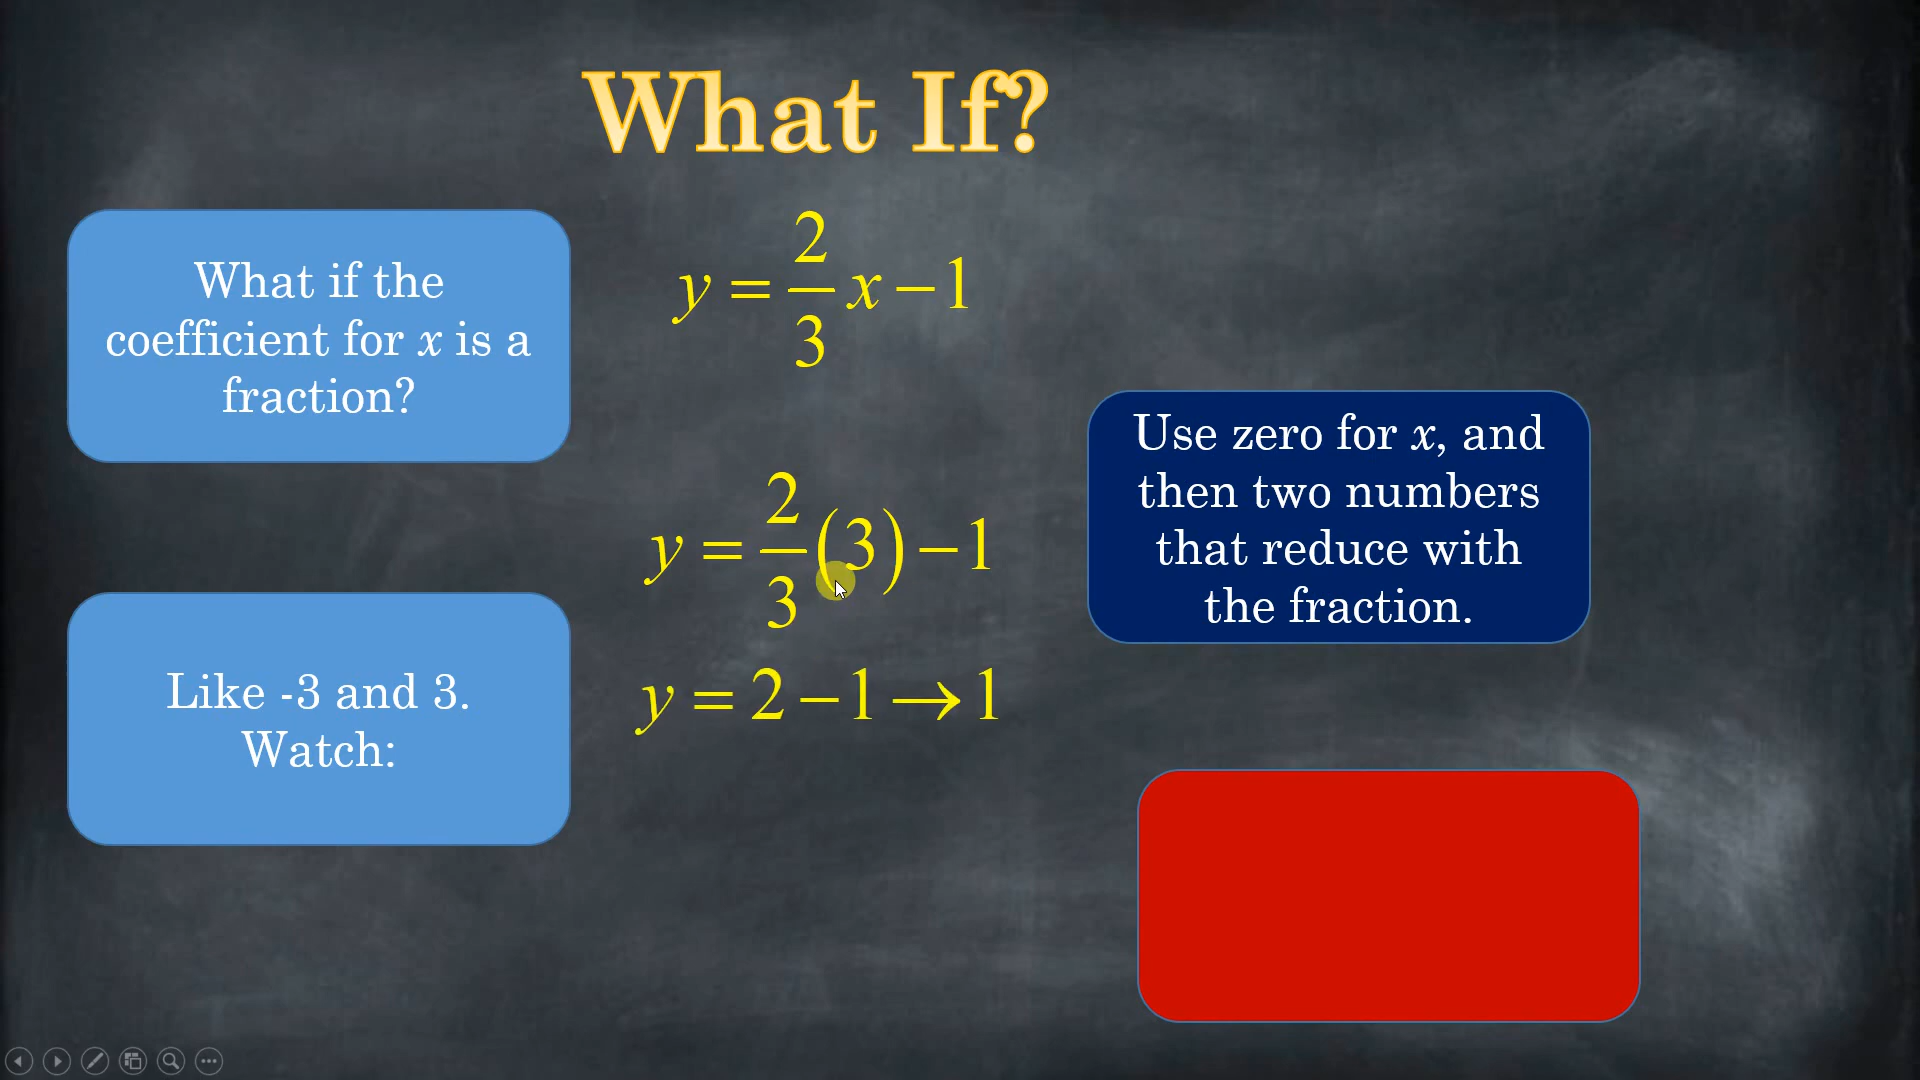 What If?
What if the
coefficient for x is a
fraction?
y = 2/3 x − 1
Use zero for x, and
then two numbers
that reduce with
the fraction.
y = 2/3 (3) − 1
Like -3 and 3.
Watch:
y = 2 − 1 → 1